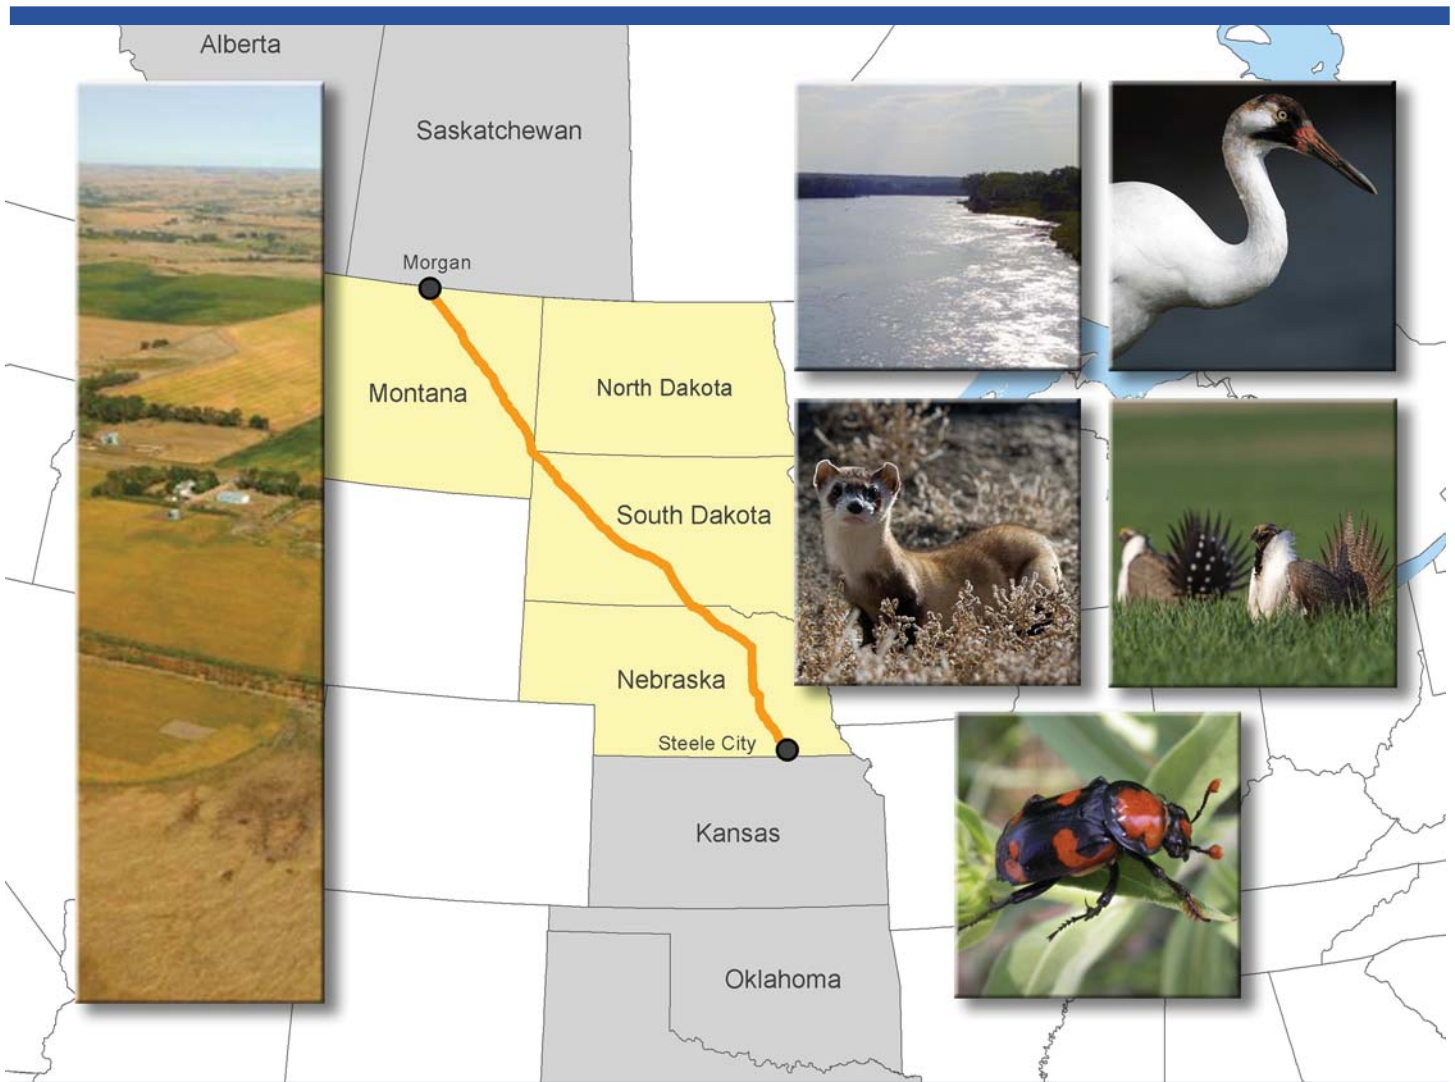 Alberta
Saskatchewan
Morgan
Montana
North Dakota
South Dakota
Nebraska
Steele City
Kansas
Oklahoma